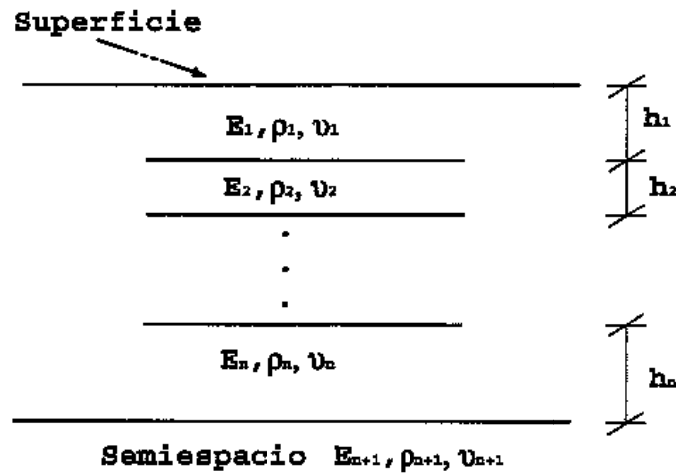 Superficie
E₁, ρ₁, υ₁
h₁
E₂, ρ₂, υ₂
h₂
Eₙ, ρₙ, υₙ
hₙ
Semiespacio Eₙ₊₁, ρₙ₊₁, υₙ₊₁